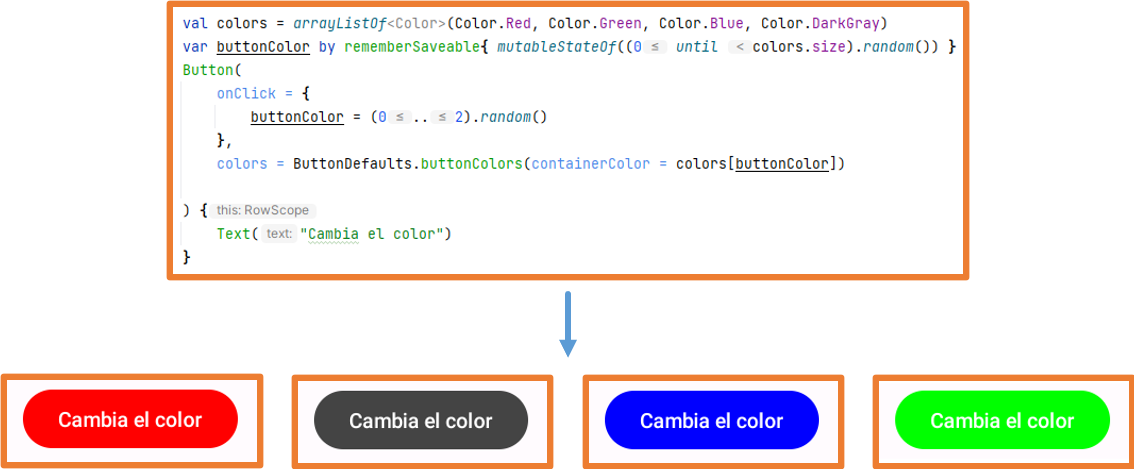 val colors = arrayListOf<Color>(Color.Red, Color.Green, Color.Blue, Color.DarkGray)
var buttonColor by rememberSaveable{ mutableStateOf((0 ≤ until < colors.size).random()) }
Button(
    onClick = {
        buttonColor = (0 ≤ .. ≤ 2).random()
    },
    colors = ButtonDefaults.buttonColors(containerColor = colors[buttonColor])
) { this: RowScope
    Text( text: "Cambia el color")
}
Cambia el color
Cambia el color
Cambia el color
Cambia el color